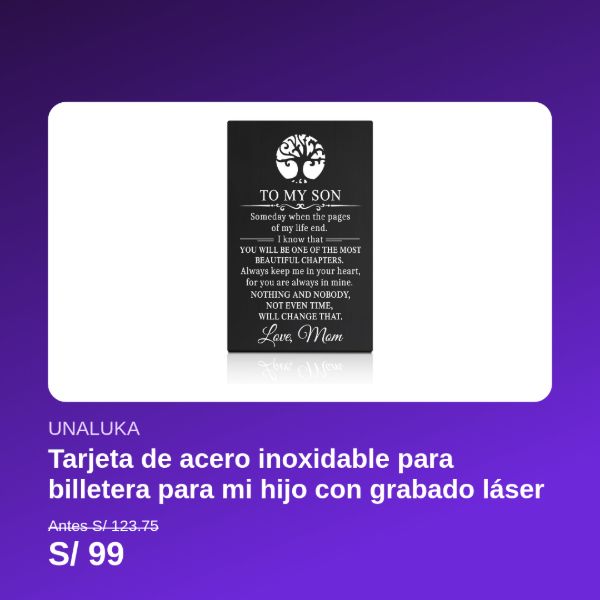 TO MY SON
Someday when the pages
of my life end.
I know that
YOU WILL BE ONE OF THE MOST
BEAUTIFUL CHAPTERS.
Always keep me in your heart,
for you are always in mine.
NOTHING AND NOBODY,
NOT EVEN TIME,
WILL CHANGE THAT.
Love, Mom
UNALUKA
Tarjeta de acero inoxidable para
billetera para mi hijo con grabado láser
Antes S/ 123.75
S/ 99